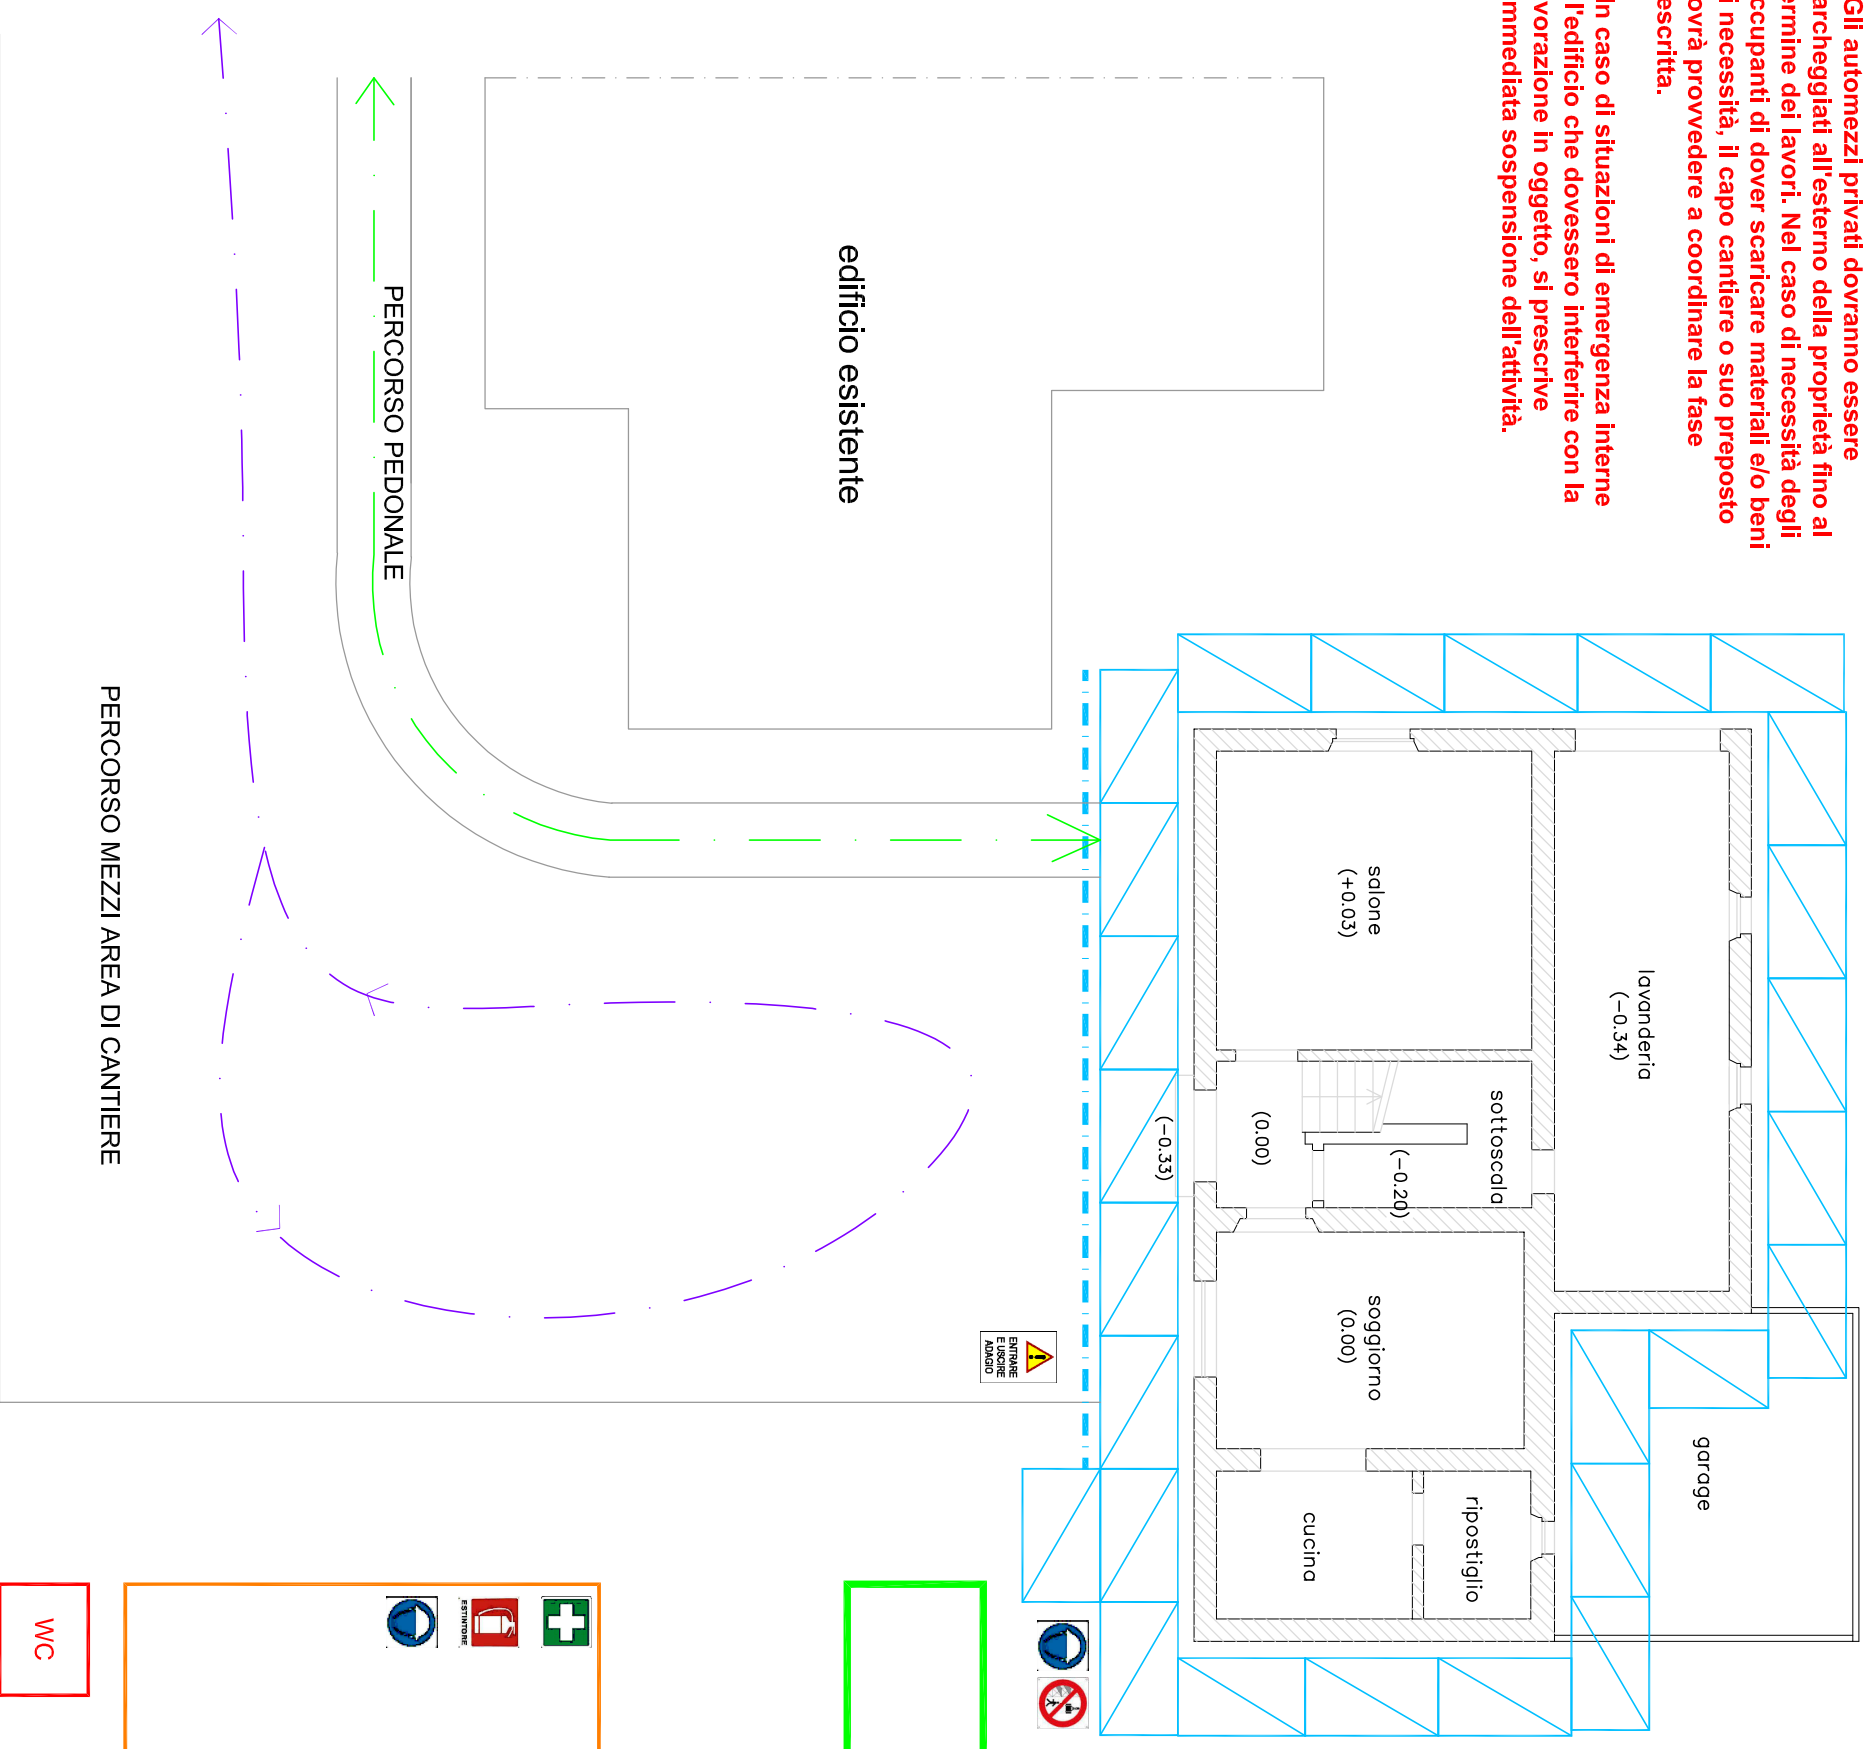 Gli automezzi privati dovranno essere
archeggiati all'esterno della proprietà fino al
ermine dei lavori. Nel caso di necessità degli
ccupanti di dover scaricare materiali e/o beni
i necessità, il capo cantiere o suo preposto
ovrà provvedere a coordinare la fase
escritta.
In caso di situazioni di emergenza interne
l'edificio che dovessero interferire con la
vorazione in oggetto, si prescrive
mmediata sospensione dell'attività.
edificio esistente
PERCORSO PEDONALE
PERCORSO MEZZI AREA DI CANTIERE
lavanderia
(-0.34)
salone
(+0.03)
sottoscala
(-0.20)
(0.00)
(-0.33)
soggiorno
(0.00)
garage
ripostiglio
cucina
ENTRARE
E USCIRE
ADAGIO
ESTINTORE
WC